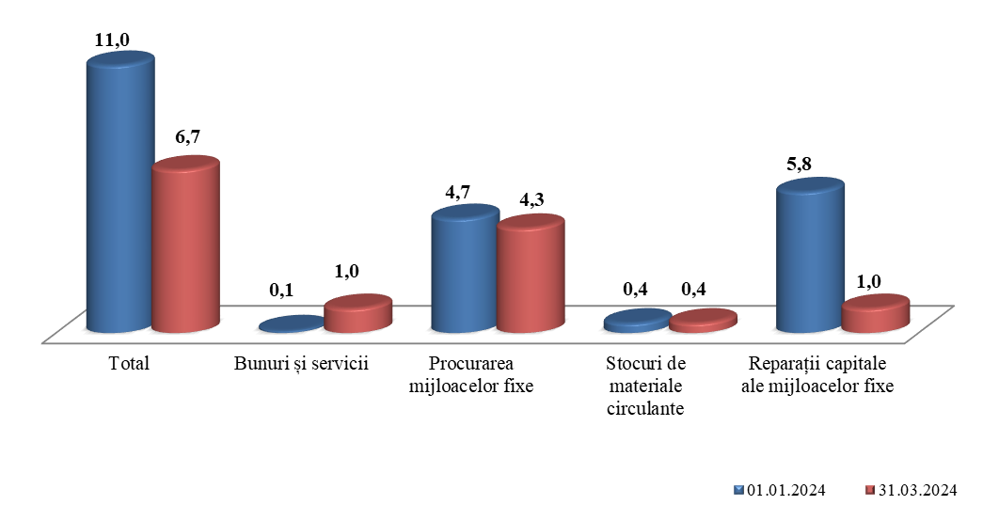 11,0
6,7
0,1
1,0
4,7
4,3
0,4
0,4
5,8
1,0
Total
Bunuri și servicii
Procurarea
mijloacelor fixe
Stocuri de
materiale
circulante
Reparații capitale
ale mijloacelor fixe
01.01.2024
31.03.2024